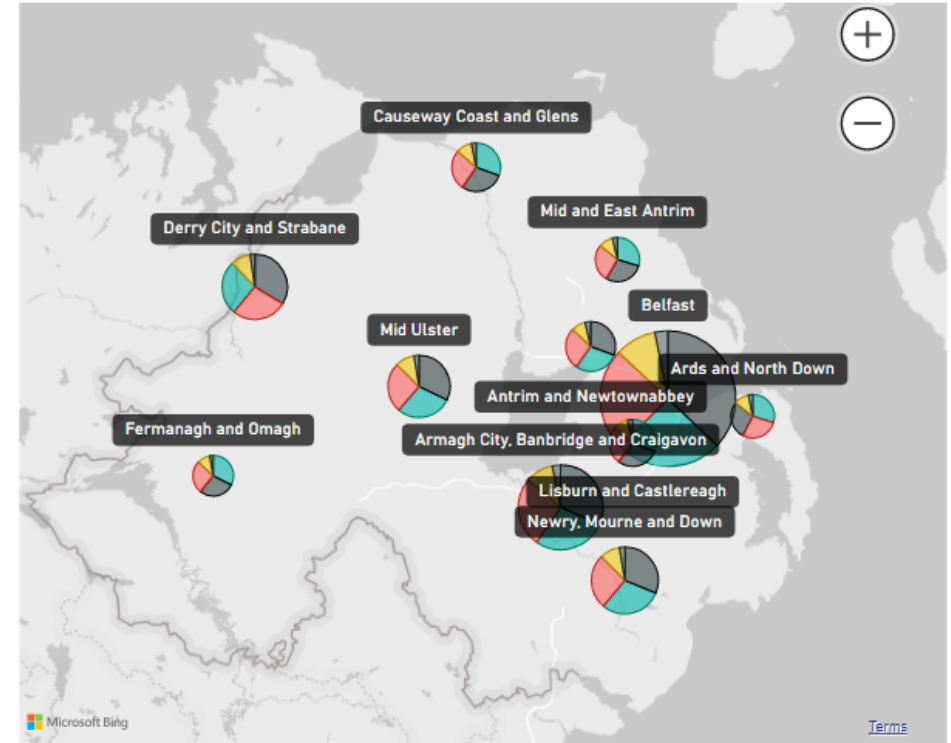 Causeway Coast and Glens
Mid and East Antrim
Derry City and Strabane
Belfast
Mid Ulster
Ards and North Down
Antrim and Newtownabbey
Fermanagh and Omagh
Armagh City, Banbridge and Craigavon
Lisburn and Castlereagh
Newry, Mourne and Down
Microsoft Bing
Terms